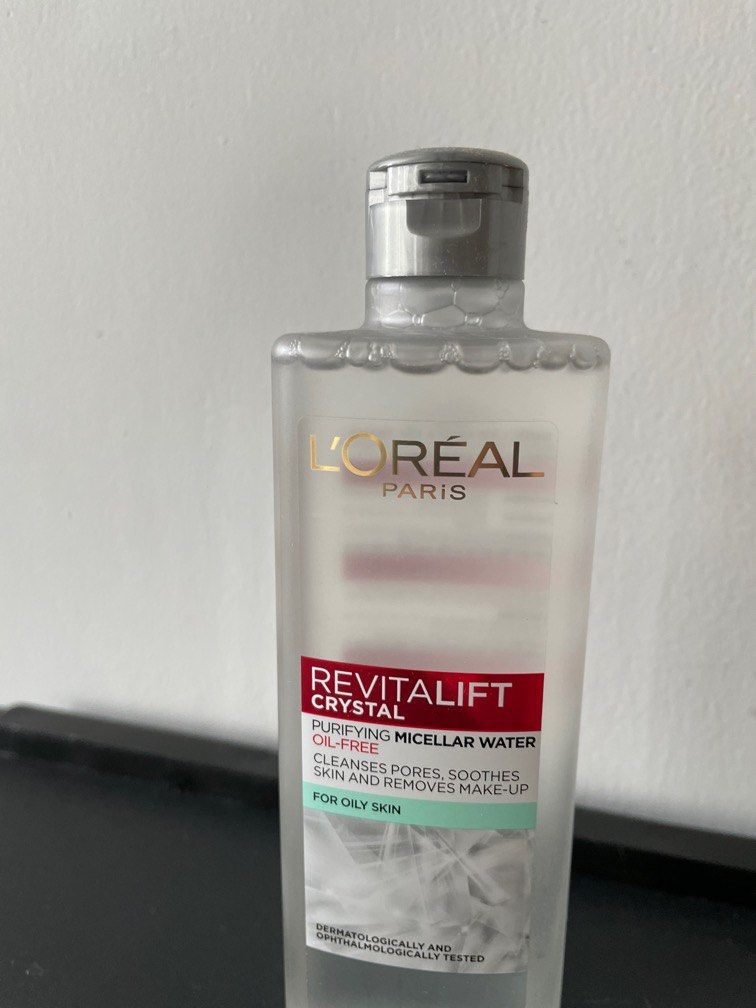 L'ORÉAL
PARiS
REVITALIFT
CRYSTAL
PURIFYING MICELLAR WATER
OIL-FREE
CLEANSES PORES, SOOTHES
SKIN AND REMOVES MAKE-UP
FOR OILY SKIN
DERMATOLOGICALLY AND
OPHTHALMOLOGICALLY TESTED